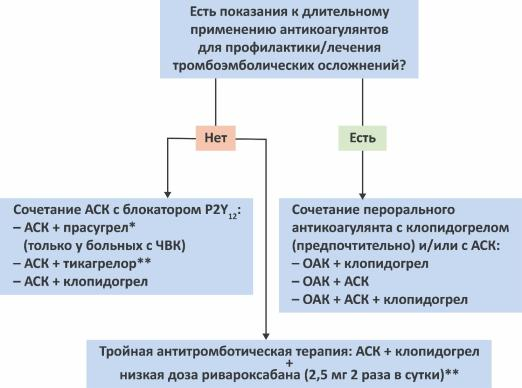 Есть показания к длительному
применению антикоагулянтов
для профилактики/лечения
тромбоэмболических осложнений?
Нет
Есть
Сочетание АСК с блокатором P2Y12:
– АСК + прасугрел*
(только у больных с ЧВК)
– АСК + тикагрелор**
– АСК + клопидогрел
Сочетание перорального
антикоагулянта с клопидогрелом
(предпочтительно) и/или с АСК:
– ОАК + клопидогрел
– ОАК + АСК
– ОАК + АСК + клопидогрел
Тройная антитромботическая терапия: АСК + клопидогрел
+
низкая доза ривароксабана (2,5 мг 2 раза в сутки)**